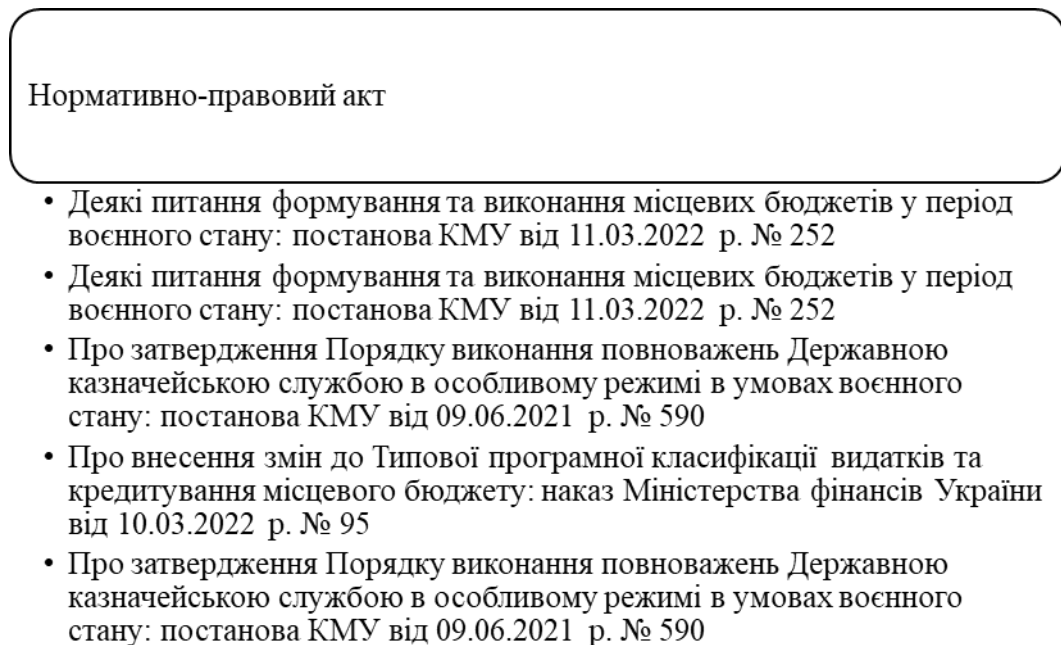 Нормативно-правовий акт
• Деякі питання формування та виконання місцевих бюджетів у період
воєнного стану: постанова КМУ від 11.03.2022 р. № 252
• Деякі питання формування та виконання місцевих бюджетів у період
воєнного стану: постанова КМУ від 11.03.2022 р. № 252
• Про затвердження Порядку виконання повноважень Державною
казначейською службою в особливому режимі в умовах воєнного
стану: постанова КМУ від 09.06.2021 р. № 590
• Про внесення змін до Типової програмної класифікації видатків та
кредитування місцевого бюджету: наказ Міністерства фінансів України
від 10.03.2022 р. № 95
• Про затвердження Порядку виконання повноважень Державною
казначейською службою в особливому режимі в умовах воєнного
стану: постанова КМУ від 09.06.2021 р. № 590